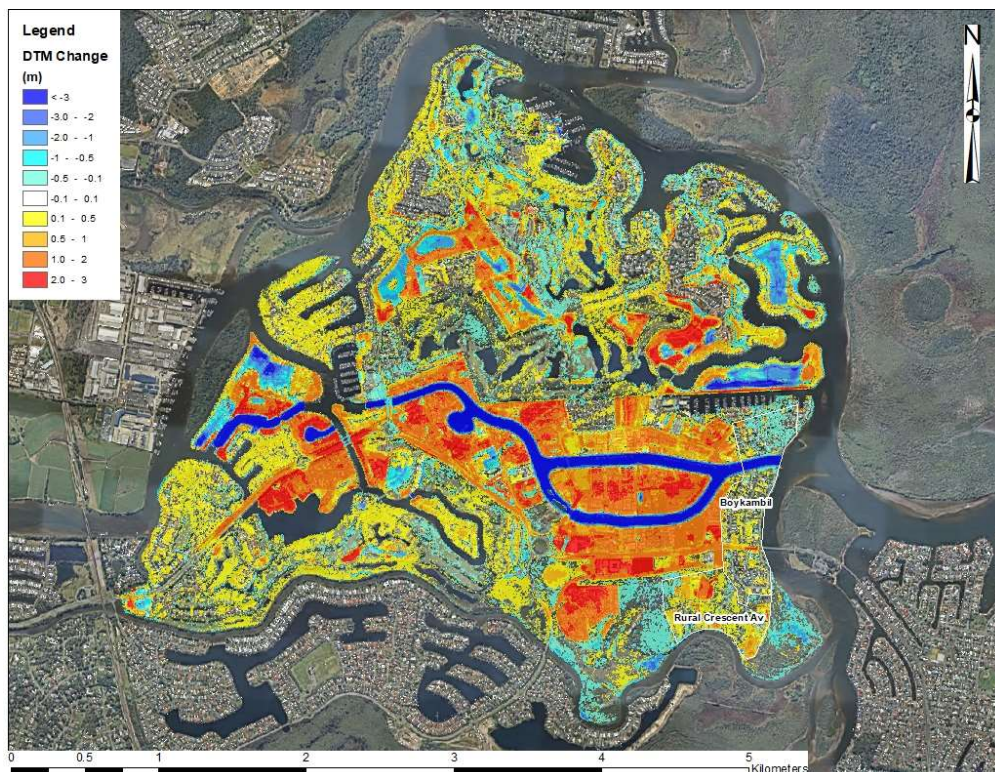 Legend
DTM Change
(m)
< -3
-3.0 - -2
-2.0 - -1
-1 - -0.5
-0.5 - -0.1
-0.1 - 0.1
0.1 - 0.5
0.5 - 1
1.0 - 2
2.0 - 3
N
Boykambil
Rural Crescent Av
0 0.5 1 2 3 4 5
Kilometers